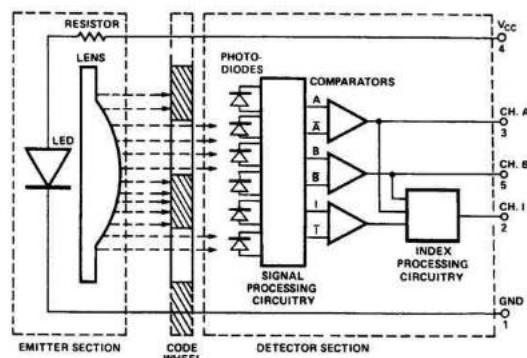 RESISTOR
LENS
LED
PHOTO-
DIODES
COMPARATORS
A
A
B
B
I
I
VCC
4
CH. A
3
CH. B
5
CH. I
2
GND
1
SIGNAL
PROCESSING
CIRCUITRY
INDEX
PROCESSING
CIRCUITRY
EMITTER SECTION
CODE
WHEEL
DETECTOR SECTION